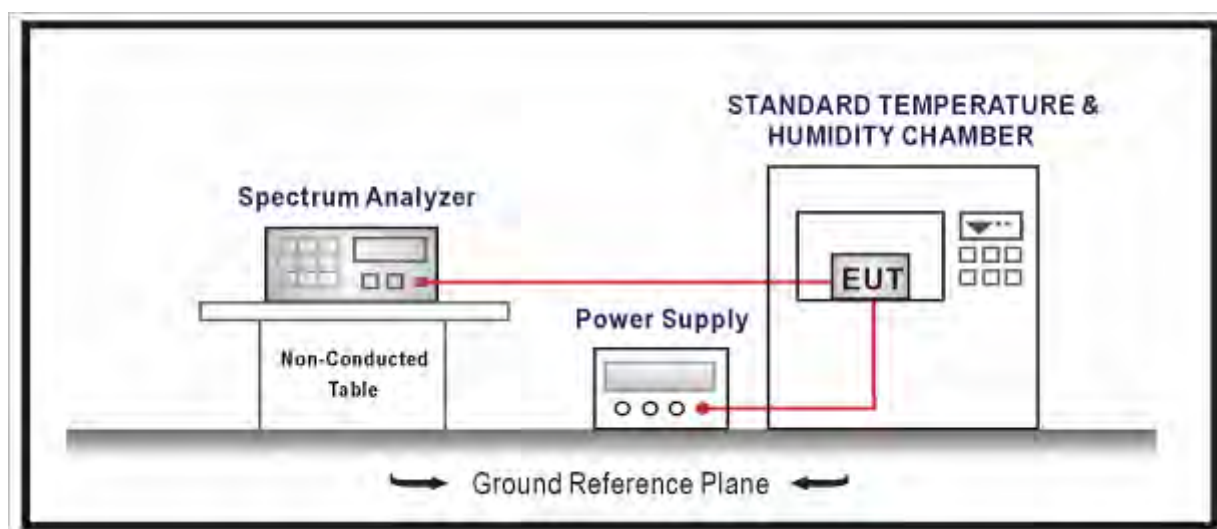 STANDARD TEMPERATURE &
HUMIDITY CHAMBER
Spectrum Analyzer
EUT
Power Supply
Non-Conducted
Table
Ground Reference Plane